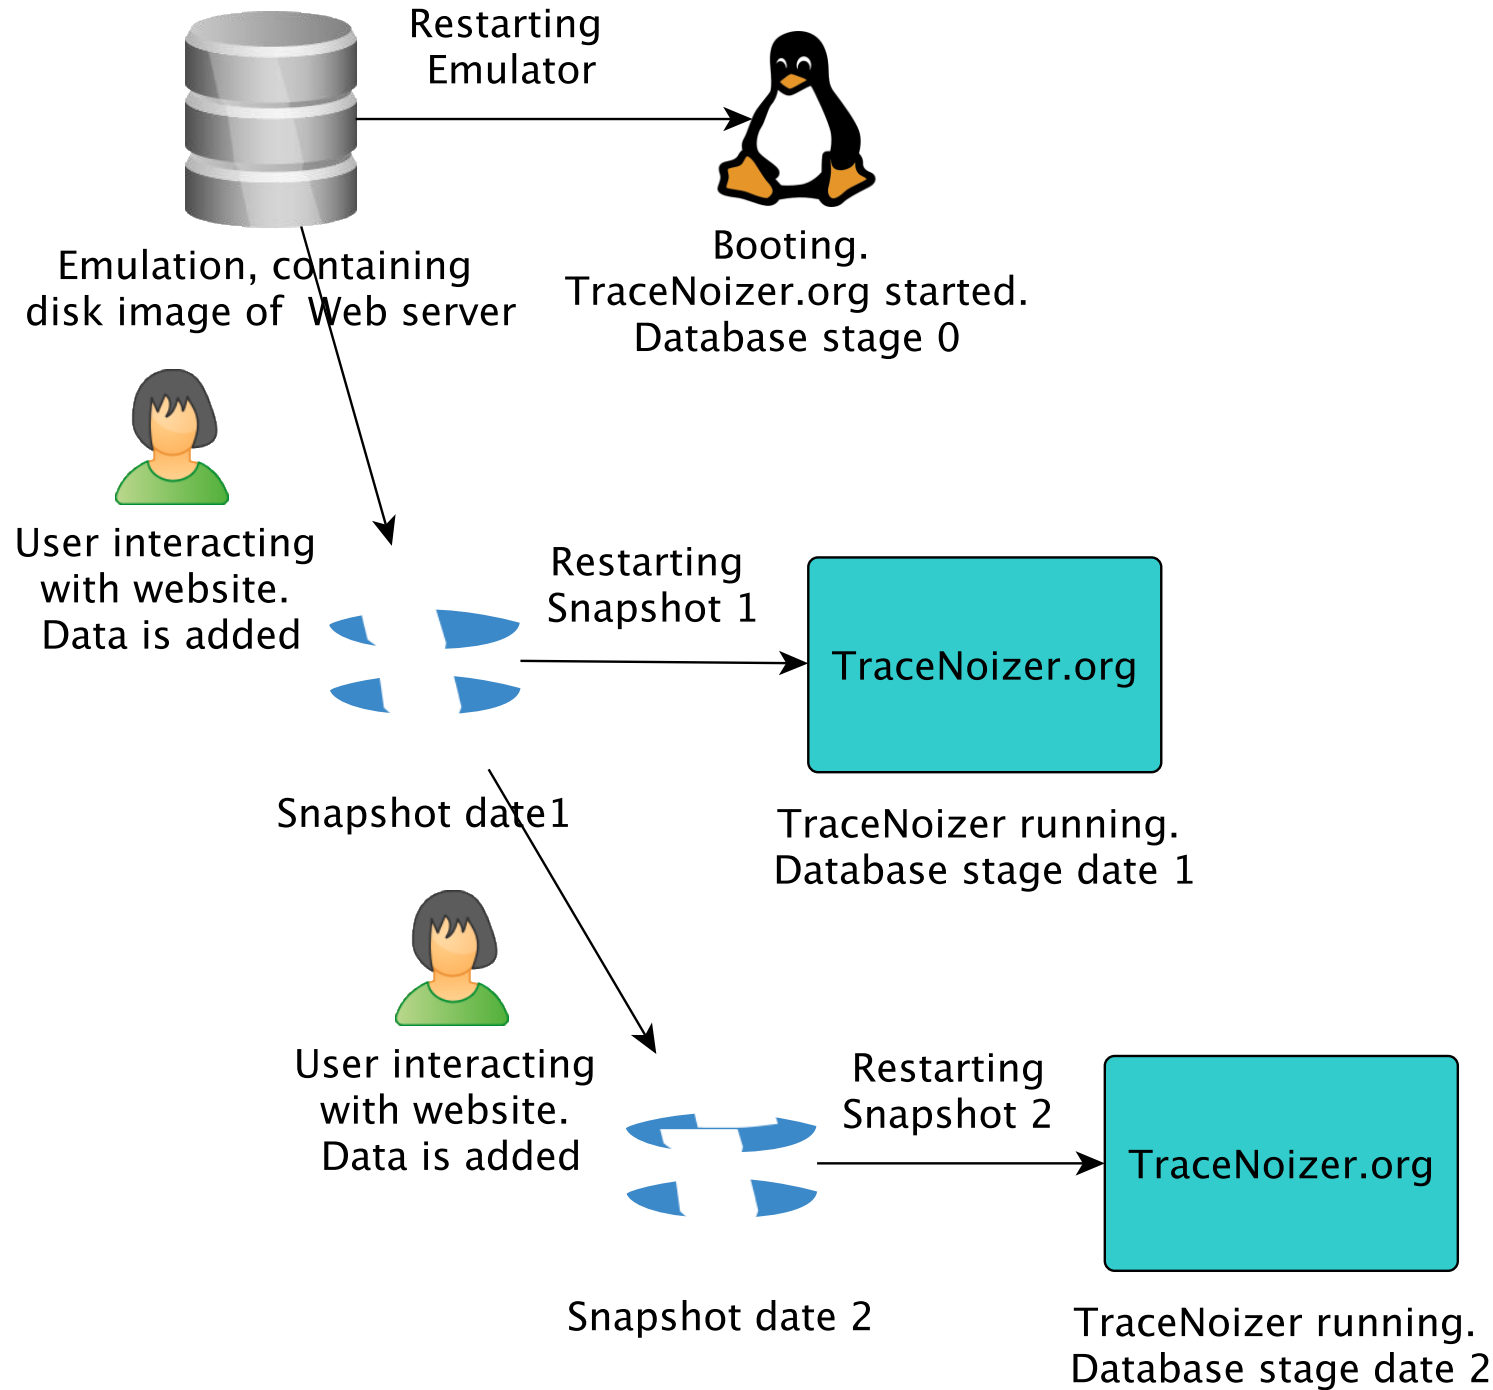 Restarting
Emulator
Emulation, containing
disk image of Web server
Booting.
TraceNoizer.org started.
Database stage 0
User interacting
with website.
Data is added
Restarting
Snapshot 1
TraceNoizer.org
Snapshot date1
TraceNoizer running.
Database stage date 1
User interacting
with website.
Data is added
Restarting
Snapshot 2
TraceNoizer.org
Snapshot date 2
TraceNoizer running.
Database stage date 2